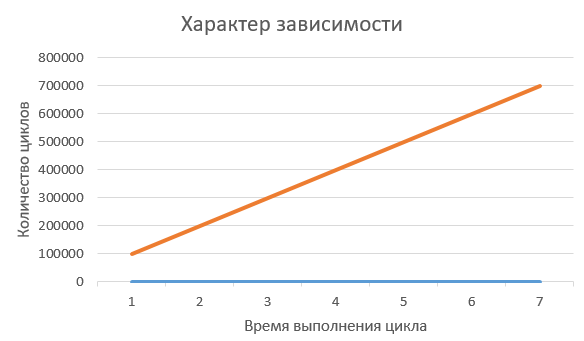 Характер зависимости
800000
700000
600000
500000
400000
300000
200000
100000
0
Количество циклов
1 2 3 4 5 6 7
Время выполнения цикла